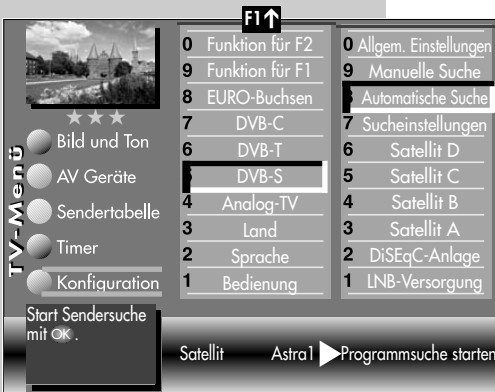 F1↑
0 Funktion für F2
9 Funktion für F1
8 EURO-Buchsen
7 DVB-C
6 DVB-T
DVB-S
4 Analog-TV
3 Land
2 Sprache
1 Bedienung
0 Allgem. Einstellungen
9 Manuelle Suche
8 Automatische Suche
7 Sucheinstellungen
6 Satellit D
5 Satellit C
4 Satellit B
3 Satellit A
2 DiSEqC-Anlage
1 LNB-Versorgung
TV-Menü
Bild und Ton
AV Geräte
Sendertabelle
Timer
Konfiguration
Start Sendersuche
mit OK .
Satellit Astra1 Programmsuche starten